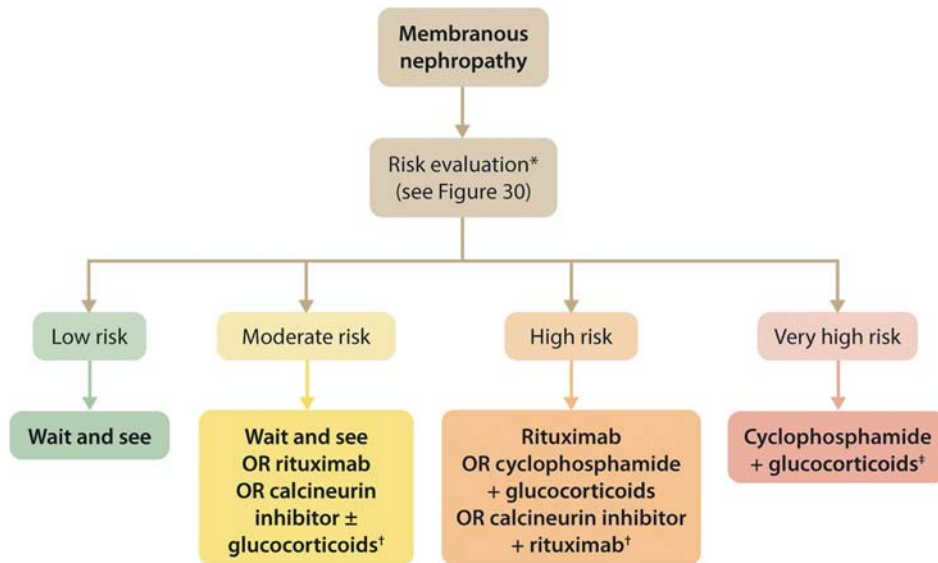 Membranous
nephropathy
Risk evaluation*
(see Figure 30)
Low risk
Moderate risk
High risk
Very high risk
Wait and see
Wait and see
OR rituximab
OR calcineurin
inhibitor ±
glucocorticoids†
Rituximab
OR cyclophosphamide
+ glucocorticoids
OR calcineurin inhibitor
+ rituximab†
Cyclophosphamide
+ glucocorticoids‡